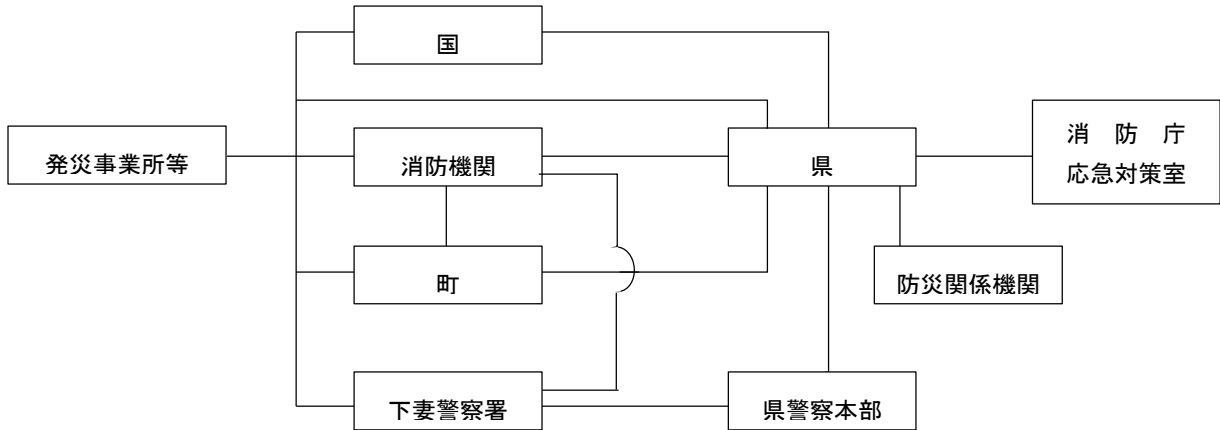 国
発災事業所等
消防機関
県
消 防 庁
応急対策室
町
防災関係機関
下妻警察署
県警察本部